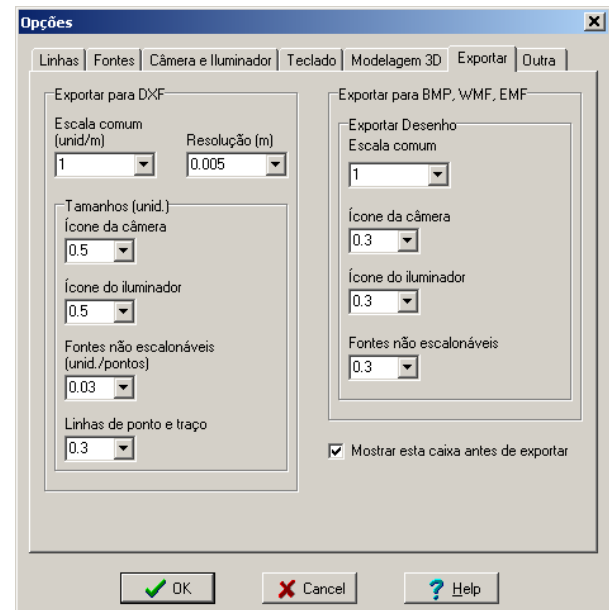 Opções
Linhas Fontes Câmera e Iluminador Teclado Modelagem 3D Exportar Outra
Exportar para DXF
Escala comum
(unid/m)
Resolução (m)
1
0.005
Tamanhos (unid.)
Ícone da câmera
0.5
Ícone do iluminador
0.5
Fontes não escalonáveis
(unid./pontos)
0.03
Linhas de ponto e traço
0.3
Exportar para BMP, WMF, EMF
Exportar Desenho
Escala comum
1
Ícone da câmera
0.3
Ícone do iluminador
0.3
Fontes não escalonáveis
0.3
Mostrar esta caixa antes de exportar
OK
Cancel
Help